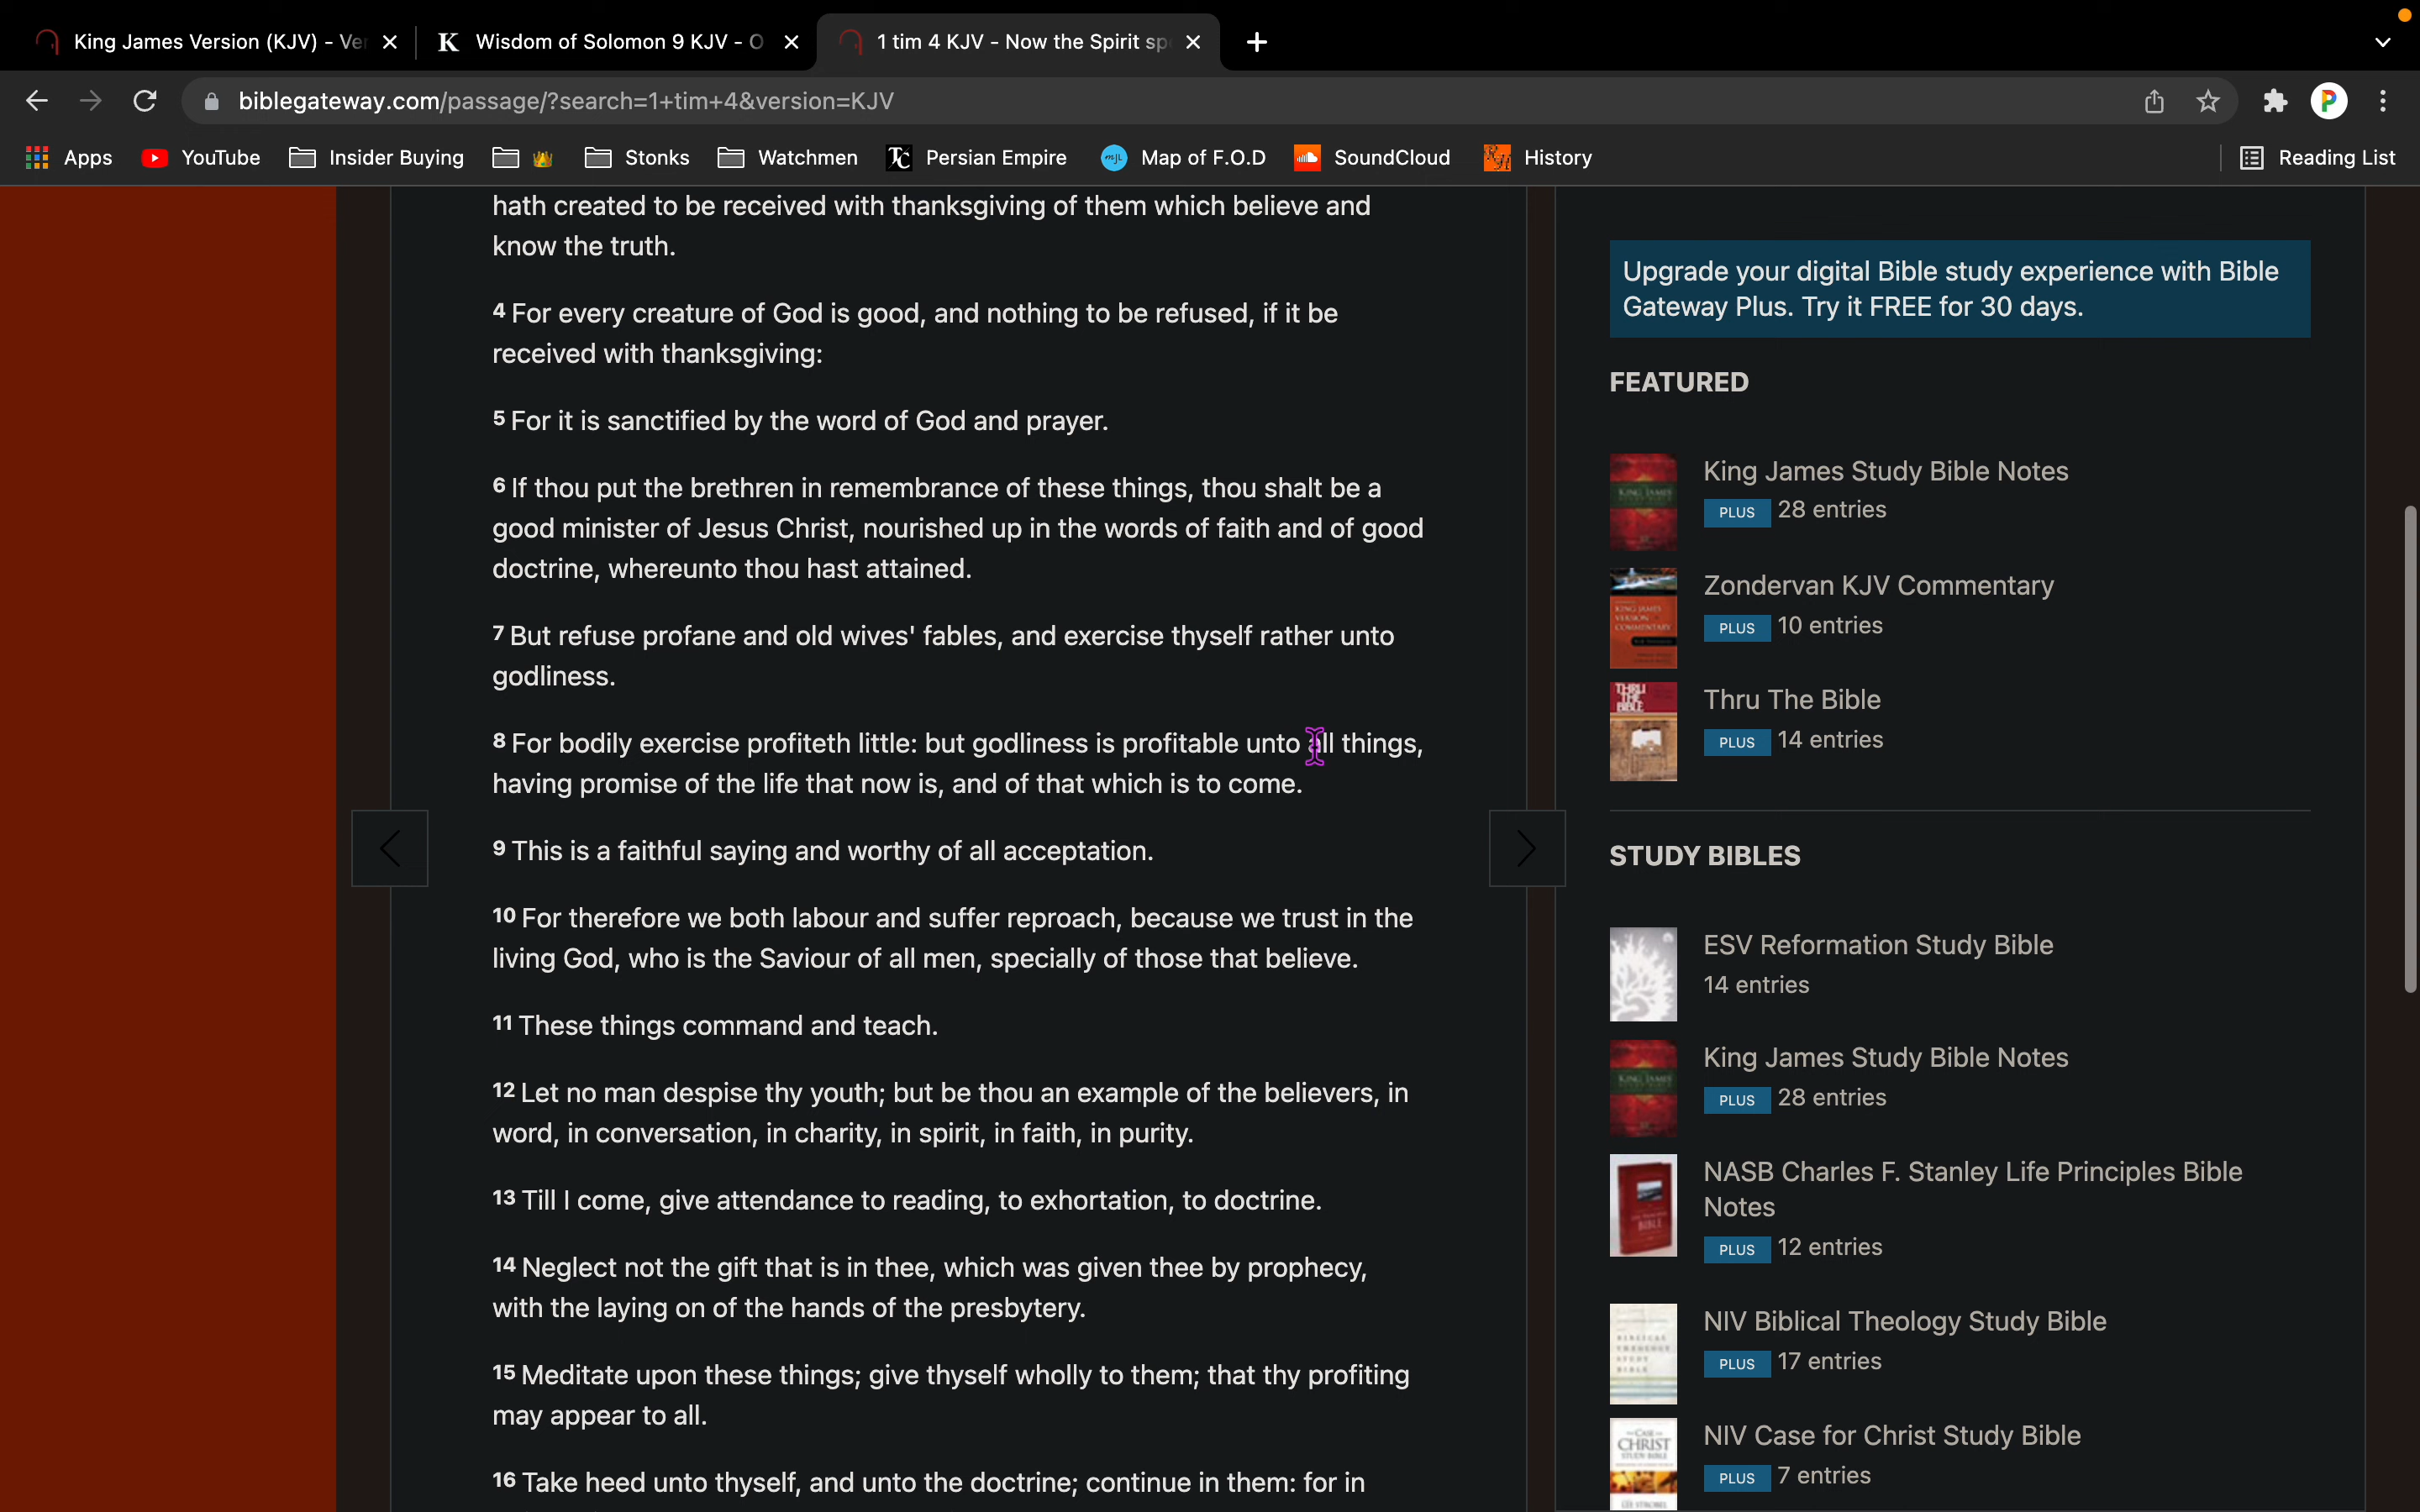 King James Version (KJV) - Ver
Wisdom of Solomon 9 KJV - O
1 tim 4 KJV - Now the Spirit sp
biblegateway.com/passage/?search=1+tim+4&version=KJV
Apps
YouTube
Insider Buying
Stonks
Watchmen
Persian Empire
Map of F.O.D
SoundCloud
History
Reading List
hath created to be received with thanksgiving of them which believe and
know the truth.
4 For every creature of God is good, and nothing to be refused, if it be
received with thanksgiving:
5 For it is sanctified by the word of God and prayer.
6 If thou put the brethren in remembrance of these things, thou shalt be a
good minister of Jesus Christ, nourished up in the words of faith and of good
doctrine, whereunto thou hast attained.
7 But refuse profane and old wives' fables, and exercise thyself rather unto
godliness.
8 For bodily exercise profiteth little: but godliness is profitable unto all things,
having promise of the life that now is, and of that which is to come.
9 This is a faithful saying and worthy of all acceptation.
10 For therefore we both labour and suffer reproach, because we trust in the
living God, who is the Saviour of all men, specially of those that believe.
11 These things command and teach.
12 Let no man despise thy youth; but be thou an example of the believers, in
word, in conversation, in charity, in spirit, in faith, in purity.
13 Till I come, give attendance to reading, to exhortation, to doctrine.
14 Neglect not the gift that is in thee, which was given thee by prophecy,
with the laying on of the hands of the presbytery.
15 Meditate upon these things; give thyself wholly to them; that thy profiting
may appear to all.
16 Take heed unto thyself, and unto the doctrine; continue in them: for in
Upgrade your digital Bible study experience with Bible
Gateway Plus. Try it FREE for 30 days.
FEATURED
King James Study Bible Notes
PLUS 28 entries
Zondervan KJV Commentary
PLUS 10 entries
Thru The Bible
PLUS 14 entries
STUDY BIBLES
ESV Reformation Study Bible
14 entries
King James Study Bible Notes
PLUS 28 entries
NASB Charles F. Stanley Life Principles Bible
Notes
PLUS 12 entries
NIV Biblical Theology Study Bible
PLUS 17 entries
NIV Case for Christ Study Bible
PLUS 7 entries